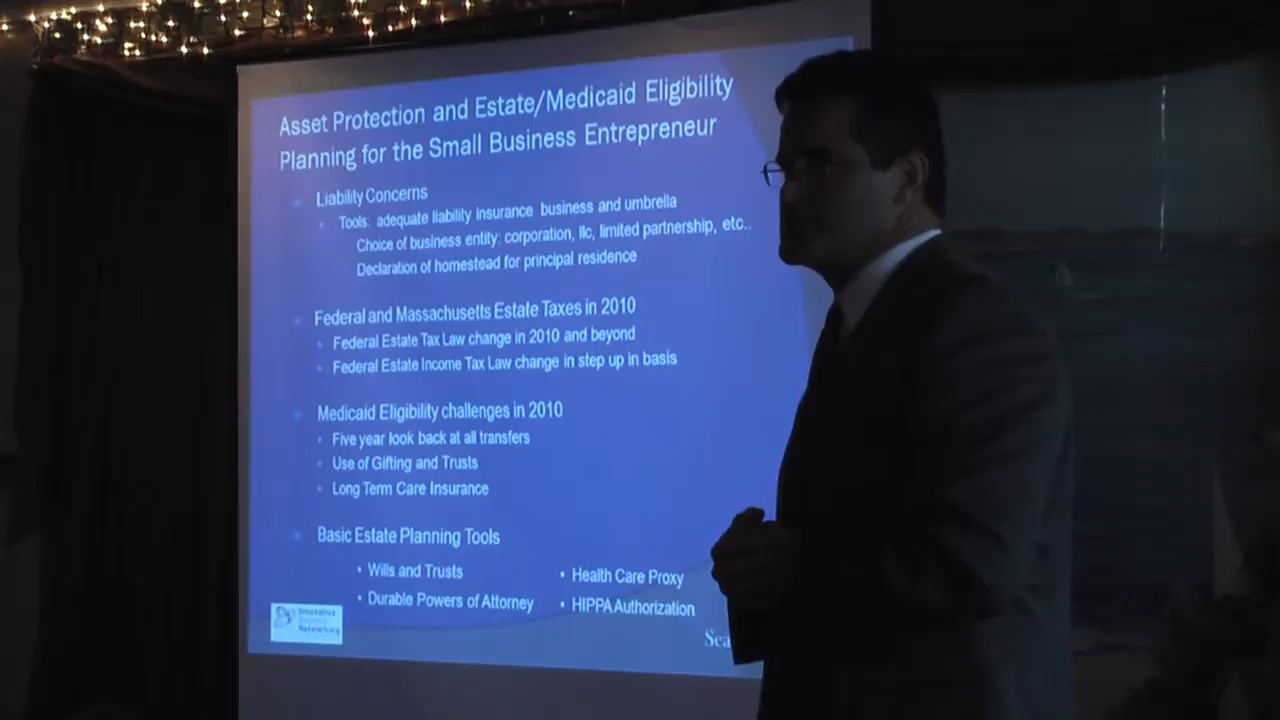 Asset Protection and Estate/Medicaid Eligibility
Planning for the Small Business Entrepreneur
Liability Concerns
Tools: adequate liability insurance business and umbrella
Choice of business entity: corporation, llc, limited partnership, etc..
Declaration of homestead for principal residence
Federal and Massachusetts Estate Taxes in 2010
Federal Estate Tax Law change in 2010 and beyond
Federal Estate Income Tax Law change in step up in basis
Medicaid Eligibility challenges in 2010
Five year look back at all transfers
Use of Gifting and Trusts
Long Term Care Insurance
Basic Estate Planning Tools
• Wills and Trusts
• Health Care Proxy
• Durable Powers of Attorney
• HIPPA Authorization
Innovative
Networking
Sea